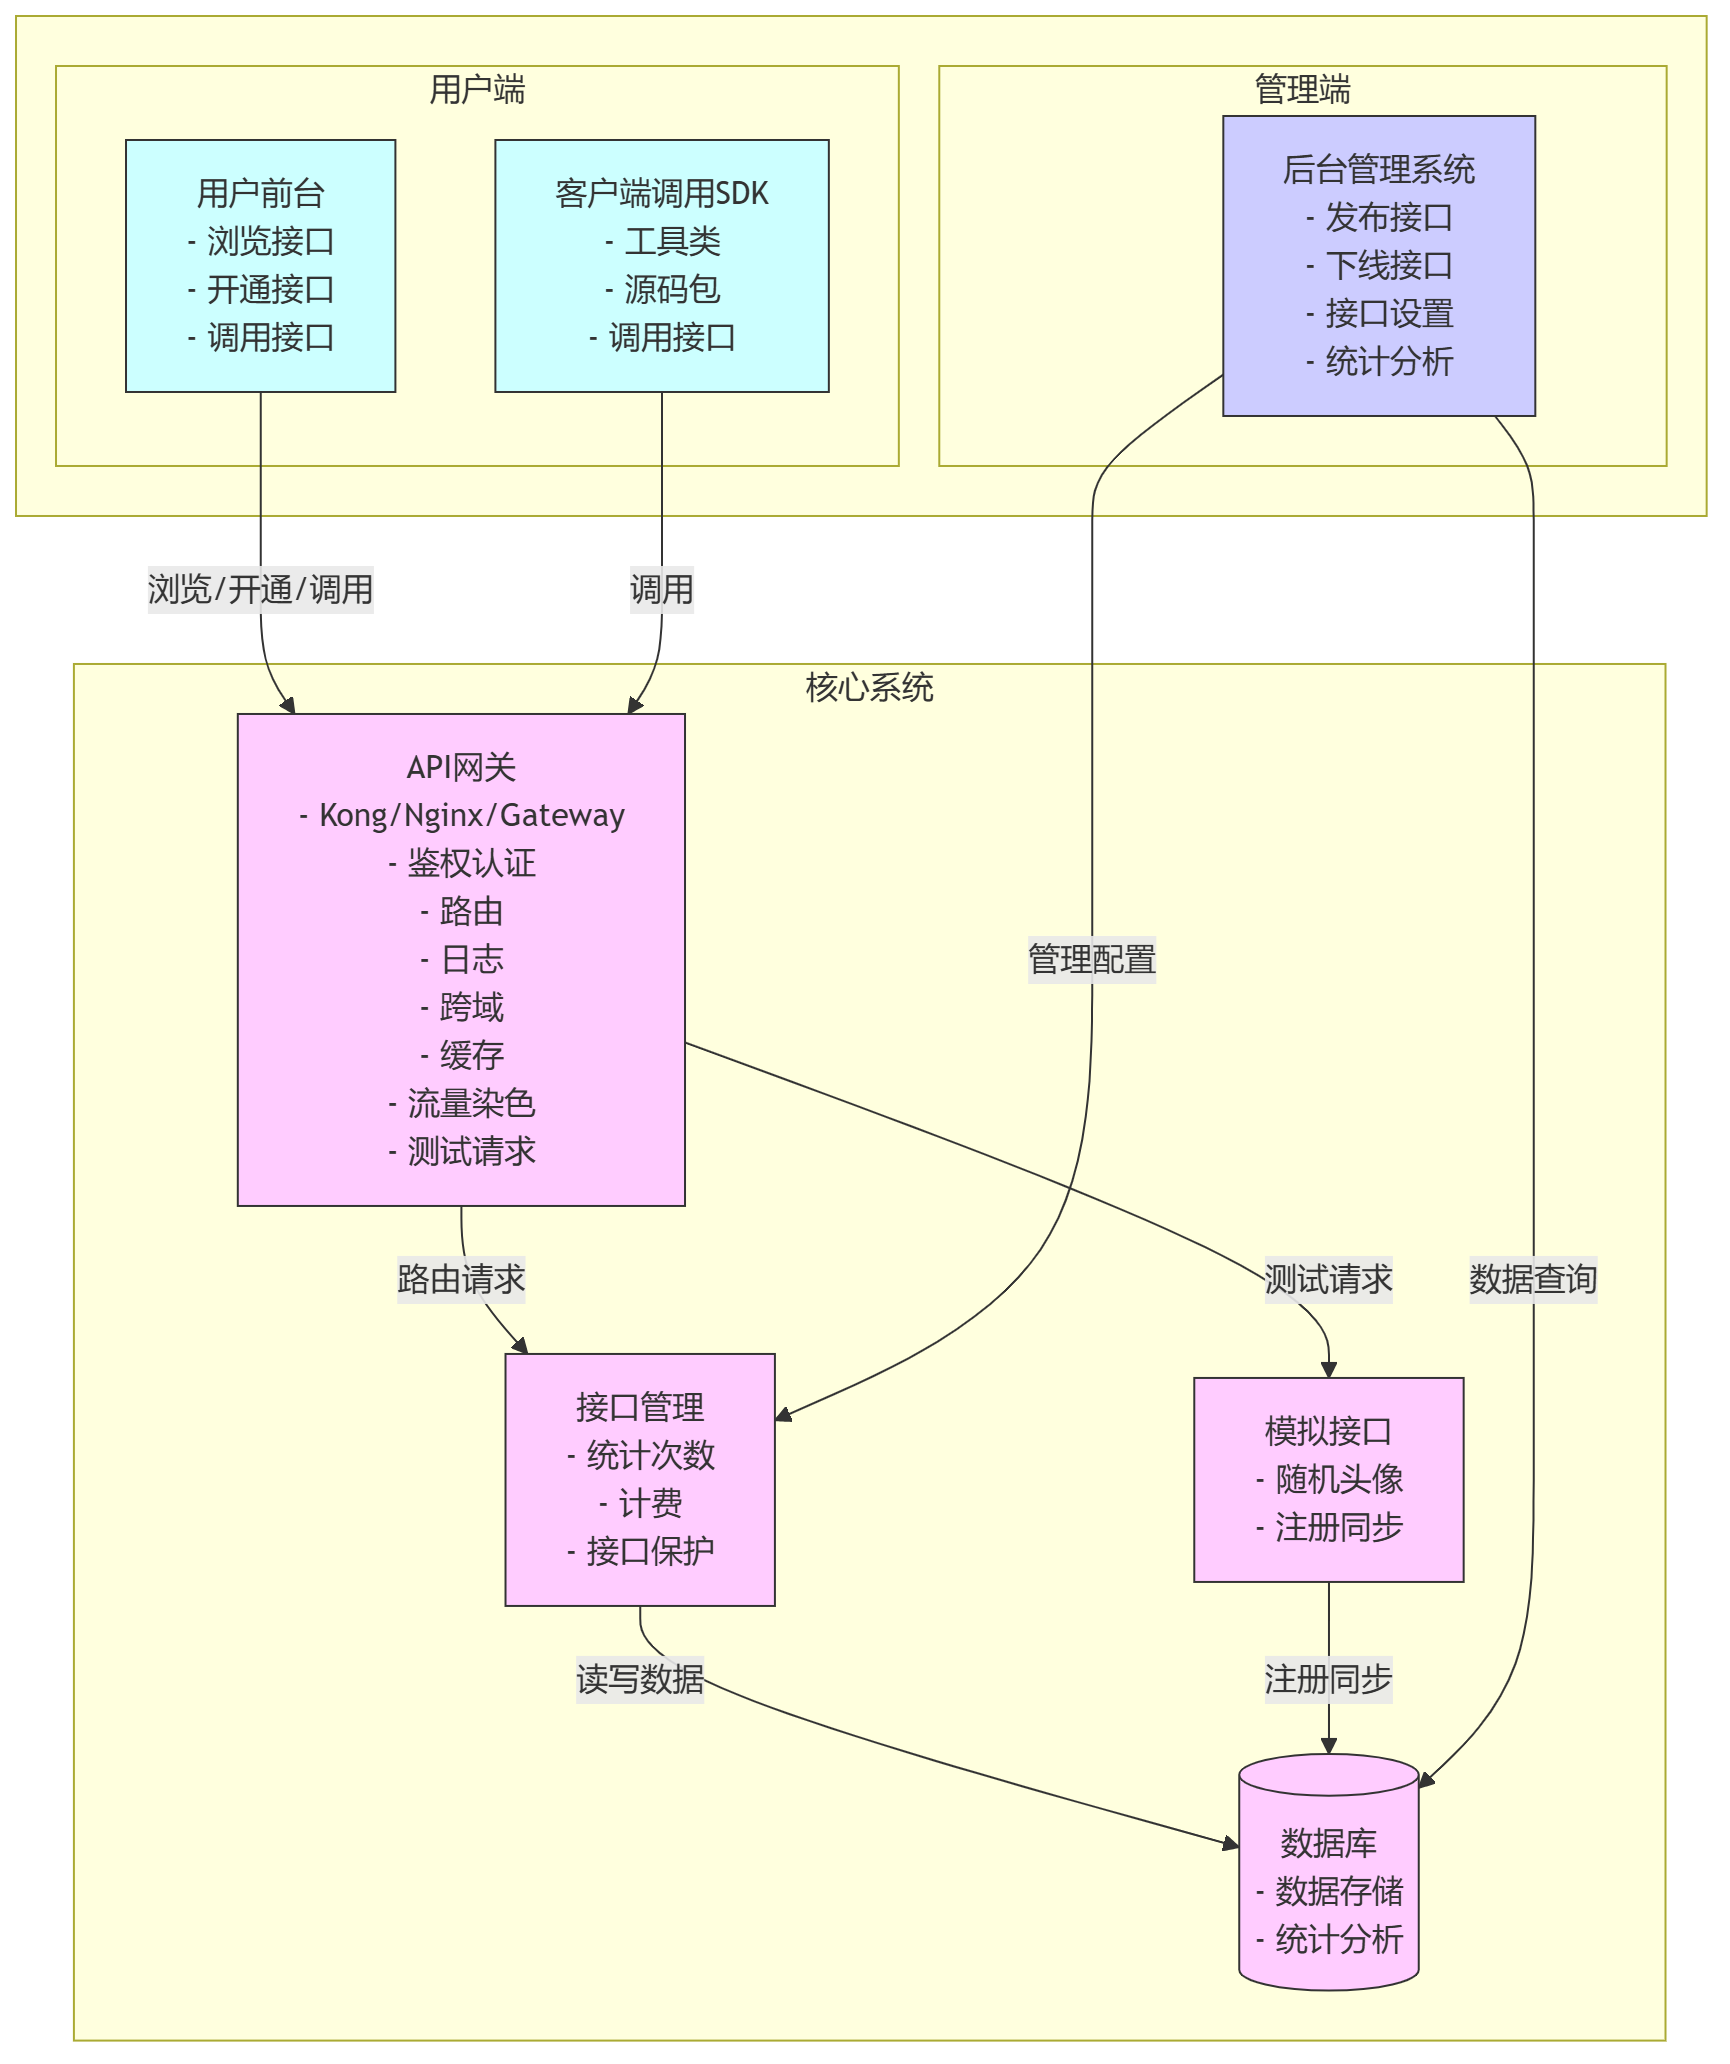 用户端
用户前台
- 浏览接口
- 开通接口
- 调用接口
客户端调用SDK
- 工具类
- 源码包
- 调用接口
管理端
后台管理系统
- 发布接口
- 下线接口
- 接口设置
- 统计分析
浏览/开通/调用
调用
核心系统
API网关
- Kong/Nginx/Gateway
- 鉴权认证
- 路由
- 日志
- 跨域
- 缓存
- 流量染色
- 测试请求
管理配置
路由请求
测试请求
数据查询
接口管理
- 统计次数
- 计费
- 接口保护
模拟接口
- 随机头像
- 注册同步
读写数据
注册同步
数据库
- 数据存储
- 统计分析